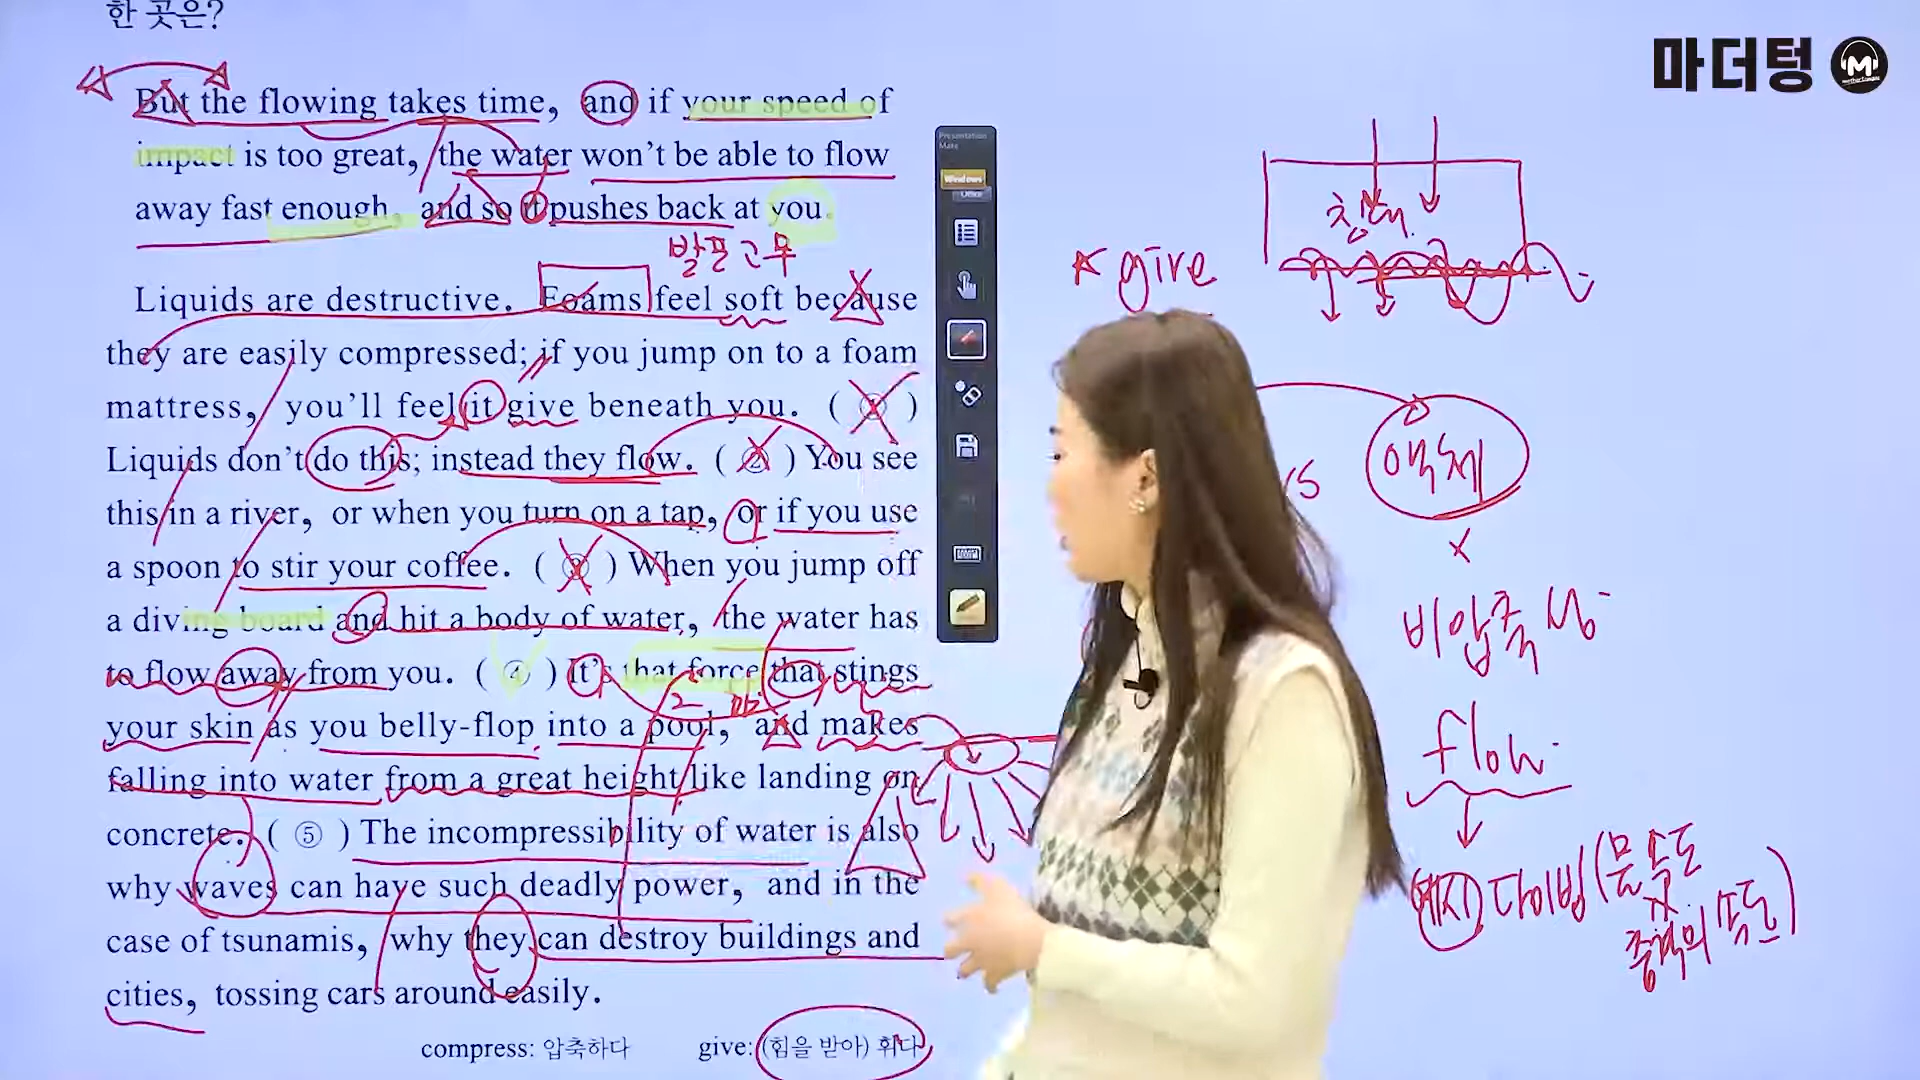 한 곳은?
마더텅
But the flowing takes time, and if your speed of
impact is too great, the water won't be able to flow
away fast enough, and so it pushes back at you.
발포 고무
Liquids are destructive. Foams feel soft because
they are easily compressed; if you jump on to a foam
mattress, you'll feel it give beneath you. ( ① )
Liquids don't do this; instead they flow. ( ② ) You see
this in a river, or when you turn on a tap, or if you use
a spoon to stir your coffee. ( ③ ) When you jump off
a diving board and hit a body of water, the water has
to flow away from you. ( ④ ) It's that force that stings
your skin as you belly-flop into a pool, and makes
falling into water from a great height like landing on
concrete. ( ⑤ ) The incompressibility of water is also
why waves can have such deadly power, and in the
case of tsunamis, why they can destroy buildings and
cities, tossing cars around easily.
compress: 압축하다 give: (힘을 받아) 휘다
Presentation
Windows
Office
침대
give
vs
액체
비압축성
flow
예시 다이빙